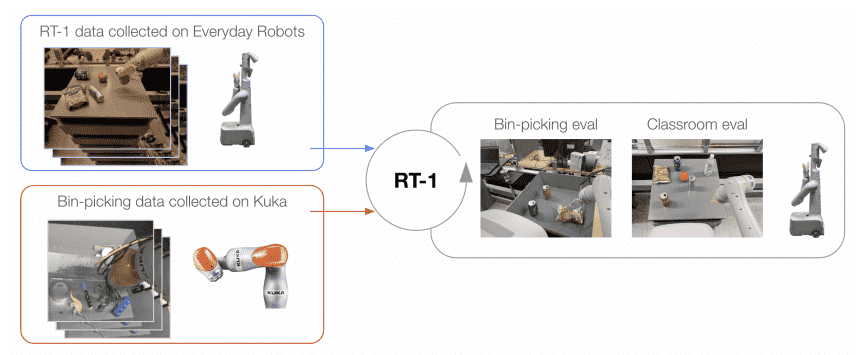 RT-1 data collected on Everyday Robots
Bin-picking data collected on Kuka
KUKA
KUKA
RT-1
Bin-picking eval
Classroom eval